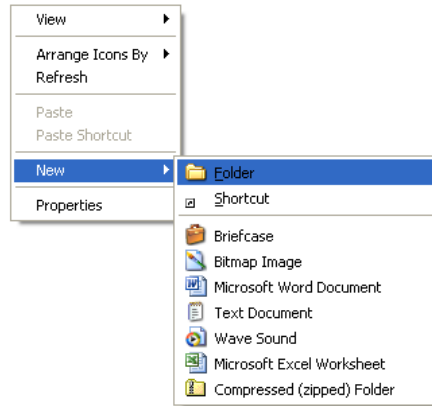 View
Arrange Icons By
Refresh
Paste
Paste Shortcut
New
Properties
Folder
Shortcut
Briefcase
Bitmap Image
Microsoft Word Document
Text Document
Wave Sound
Microsoft Excel Worksheet
Compressed (zipped) Folder